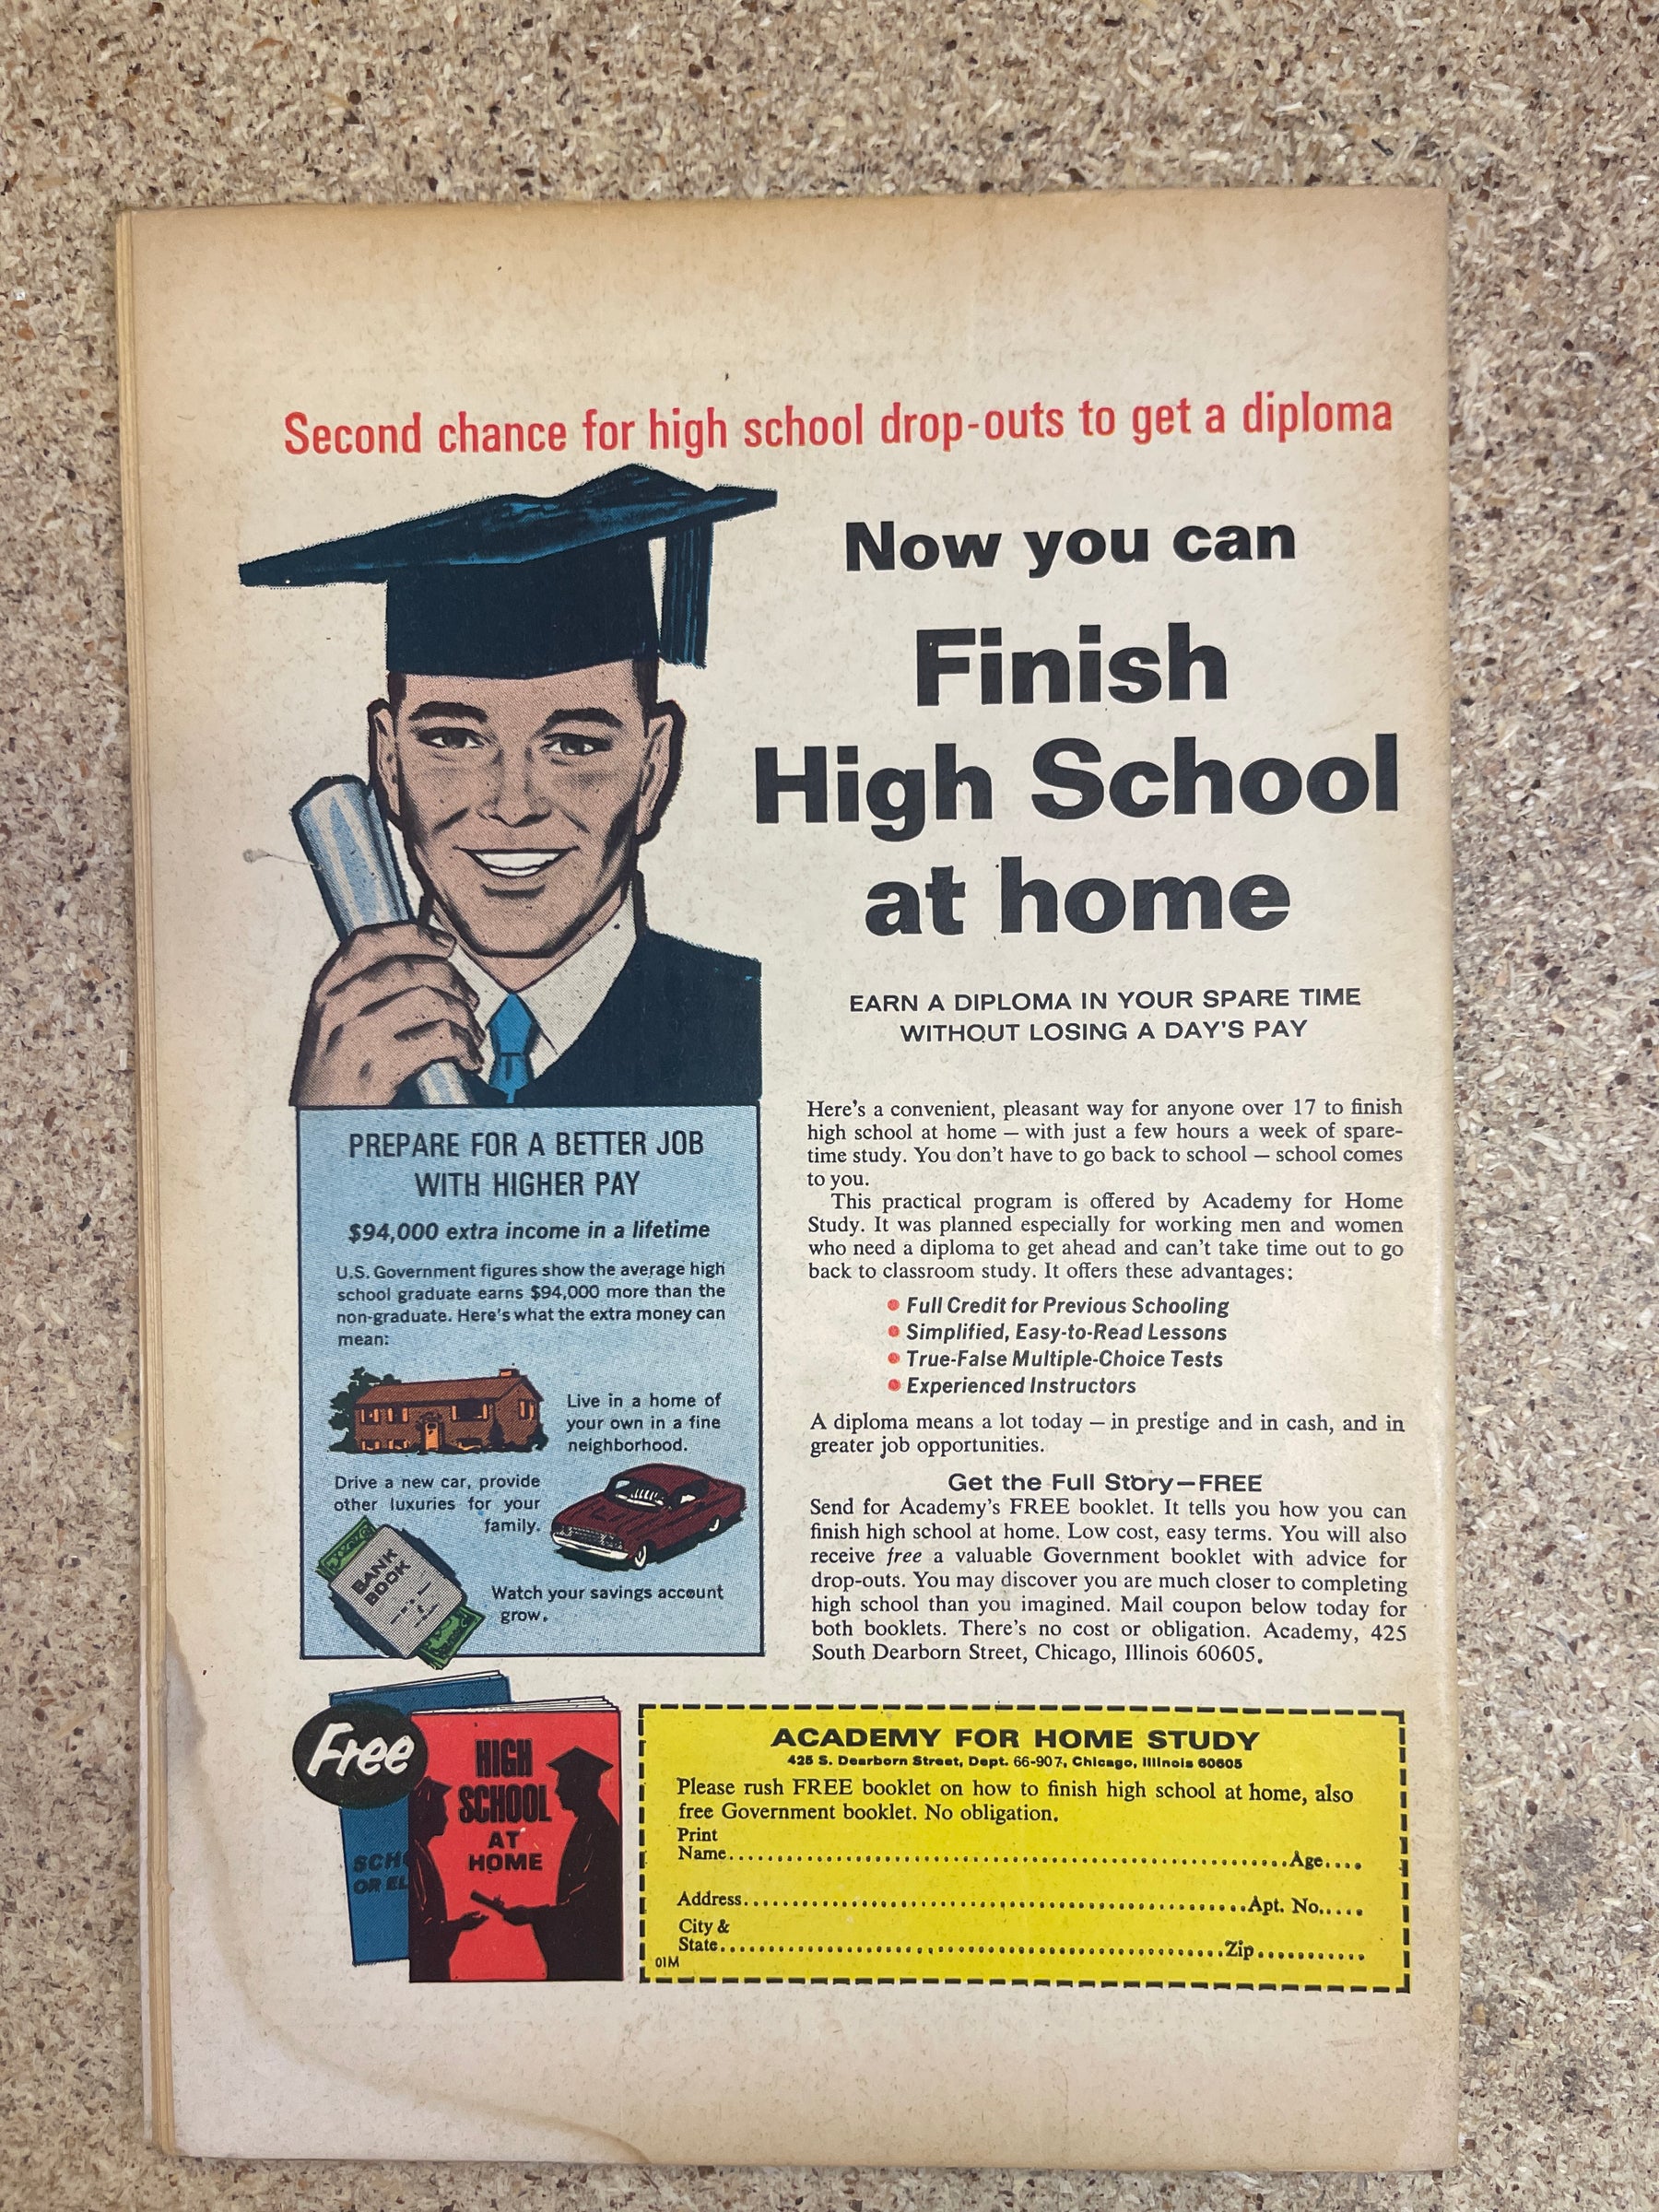 Second chance for high school drop-outs to get a diploma
Now you can
Finish
High School
at home
EARN A DIPLOMA IN YOUR SPARE TIME
WITHOUT LOSING A DAY'S PAY
Here's a convenient, pleasant way for anyone over 17 to finish
high school at home — with just a few hours a week of spare-
time study. You don't have to go back to school — school comes
to you.
This practical program is offered by Academy for Home
Study. It was planned especially for working men and women
who need a diploma to get ahead and can't take time out to go
back to classroom study. It offers these advantages:
• Full Credit for Previous Schooling
• Simplified, Easy-to-Read Lessons
• True-False Multiple-Choice Tests
• Experienced Instructors
A diploma means a lot today — in prestige and in cash, and in
greater job opportunities.
Get the Full Story—FREE
Send for Academy's FREE booklet. It tells you how you can
finish high school at home. Low cost, easy terms. You will also
receive free a valuable Government booklet with advice for
drop-outs. You may discover you are much closer to completing
high school than you imagined. Mail coupon below today for
both booklets. There's no cost or obligation. Academy, 425
South Dearborn Street, Chicago, Illinois 60605.
PREPARE FOR A BETTER JOB
WITH HIGHER PAY
$94,000 extra income in a lifetime
U.S. Government figures show the average high
school graduate earns $94,000 more than the
non-graduate. Here's what the extra money can
mean:
Live in a home of
your own in a fine
neighborhood.
Drive a new car, provide
other luxuries for your
family.
BANK
BOOK
Watch your savings account
grow.
Free
SCHO
OR EL
HIGH
SCHOOL
AT
HOME
ACADEMY FOR HOME STUDY
425 S. Dearborn Street, Dept. 66-907, Chicago, Illinois 60605
Please rush FREE booklet on how to finish high school at home, also
free Government booklet. No obligation.
Print
Name.......... Age....
Address.......... Apt. No.....
City &
State.......... Zip..........
01M